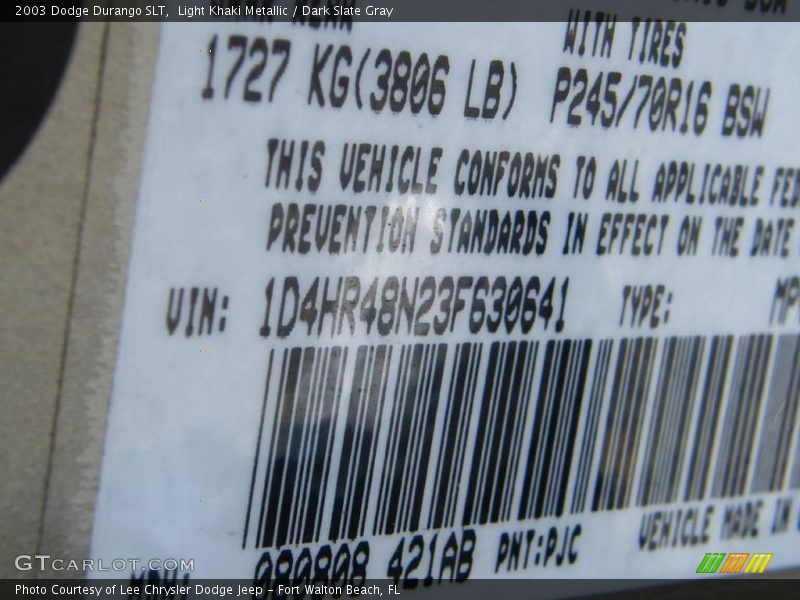 2003 Dodge Durango SLT, Light Khaki Metallic / Dark Slate Gray
WITH TIRES
1727 KG(3806 LB) P245/70R16 BSW
THIS VEHICLE CONFORMS TO ALL APPLICABLE FED
PREVENTION STANDARDS IN EFFECT ON THE DATE
VIN: 1D4HR48N23F630641 TYPE: MP
080808 421AB PNT:PJC VEHICLE MADE IN
GTCARLOT.COM
MDH:
Photo Courtesy of Lee Chrysler Dodge Jeep – Fort Walton Beach, FL